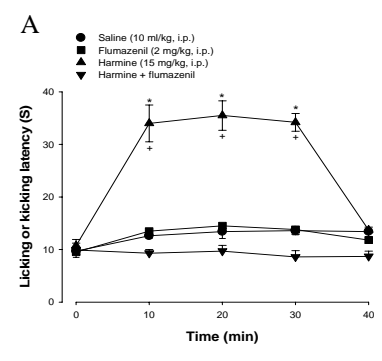 A
Saline (10 ml/kg, i.p.)
Flumazenil (2 mg/kg, i.p.)
Harmine (15 mg/kg, i.p.)
Harmine + flumazenil
Licking or kicking latency (S)
40
30
20
10
0
* * *
+ + +
0 10 20 30 40
Time (min)